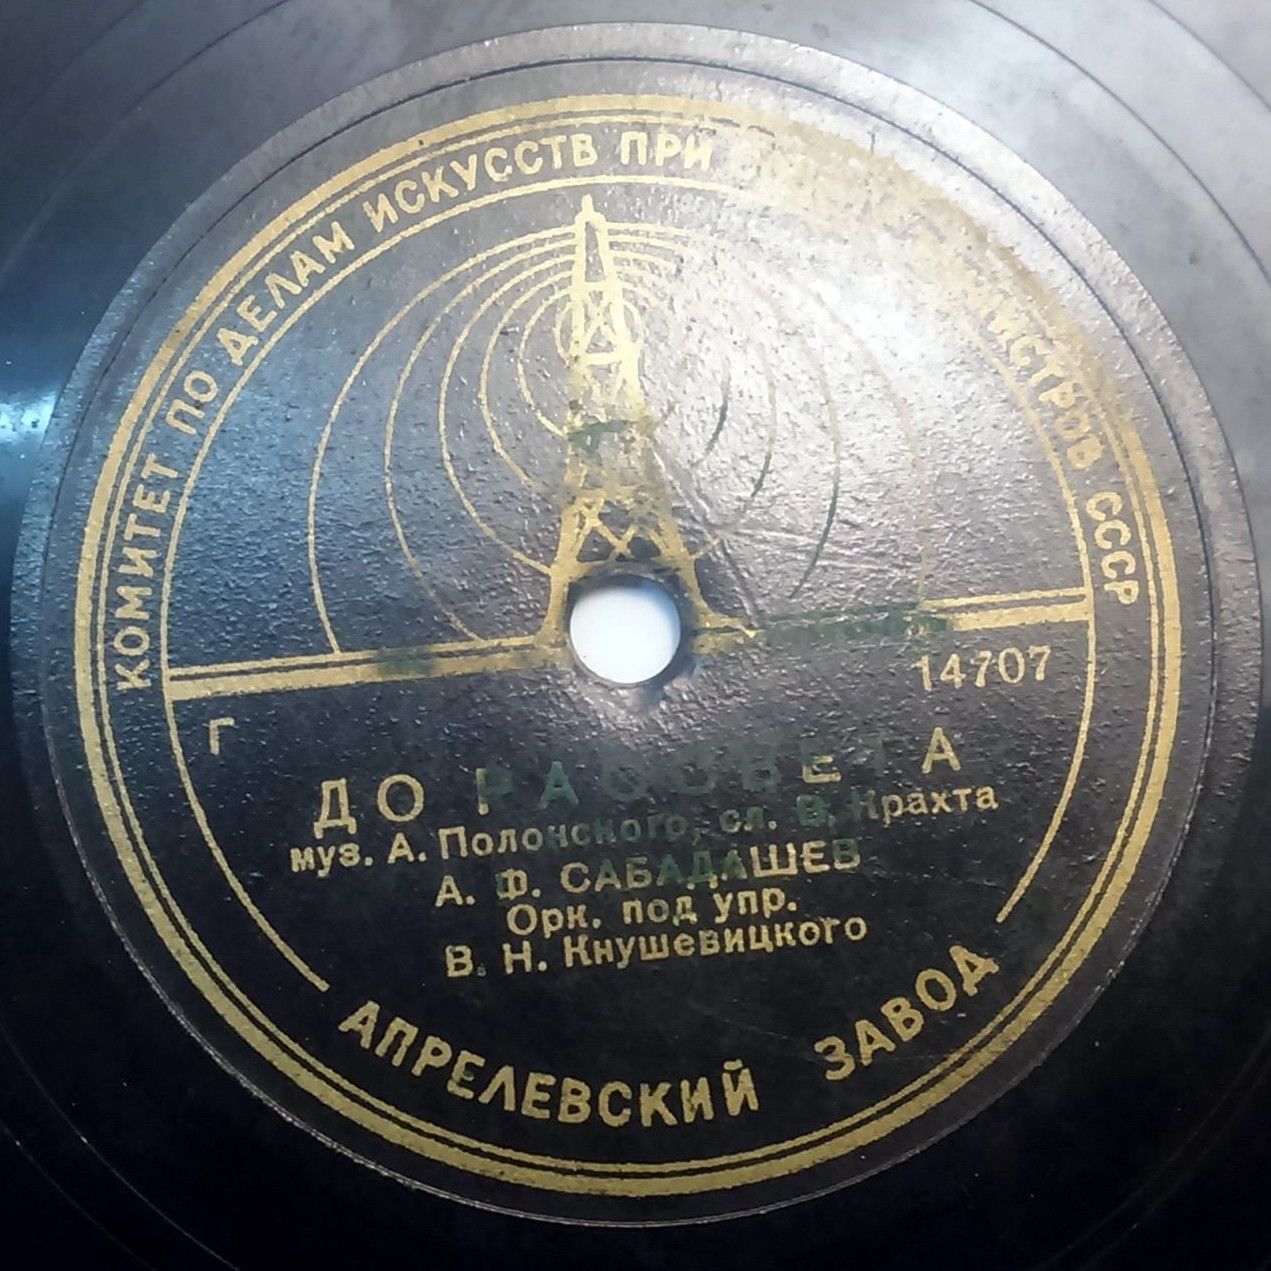 КОМИТЕТ ПО ДЕЛАМ ИСКУССТВ ПРИ СССР
14707
Г
ДО РАССВЕТА
муз. А. Полонского, сл. В. Крахта
А. Ф. САБАДАШЕВ
Орк. под упр.
В. Н. Кнушевицкого
АПРЕЛЕВСКИЙ ЗАВОД